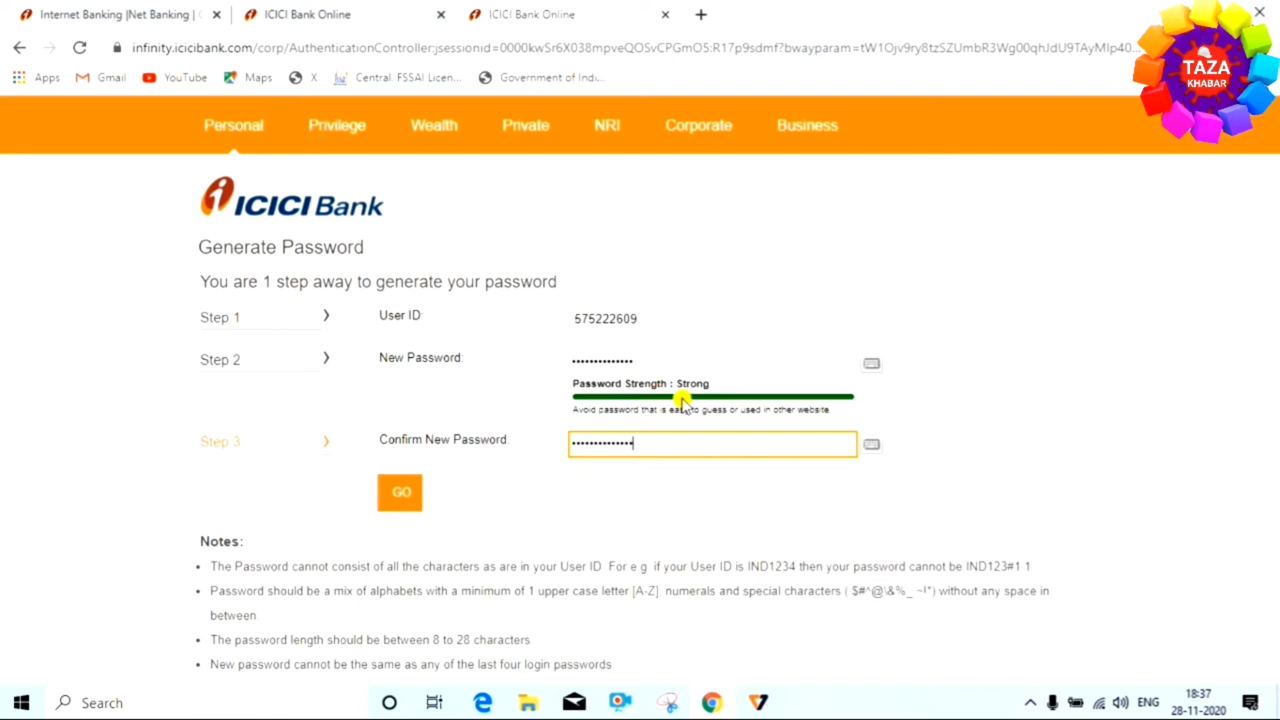 Internet Banking |Net Banking | ICICI Bank Online ICICI Bank Online
infinity.icicibank.com/corp/AuthenticationController;jsessionid=0000kwSr6X038mpveQOSvCPGmO5:R17p9sdmf?bwayparam=tW1Ojv9ry8tzSZUmbR3Wg00qhJdU9TAyMIp40...
Apps Gmail YouTube Maps X Central. FSSAI Licen... Government of Indi...
TAZA
KHABAR
Personal Privilege Wealth Private NRI Corporate Business
ICICI Bank
Generate Password
You are 1 step away to generate your password
Step 1 User ID: 575222609
Step 2 New Password: ••••••••••••••
Password Strength : Strong
Avoid password that is easy to guess or used in other website
Step 3 Confirm New Password ••••••••••••••
GO
Notes:
• The Password cannot consist of all the characters as are in your User ID. For e.g. if your User ID is IND1234 then your password cannot be IND123#1 1
• Password should be a mix of alphabets with a minimum of 1 upper case letter [A-Z], numerals and special characters ( $#^@\&%_ ~!*) without any space in
between.
• The password length should be between 8 to 28 characters
• New password cannot be the same as any of the last four login passwords
Search ENG 18:37
28-11-2020